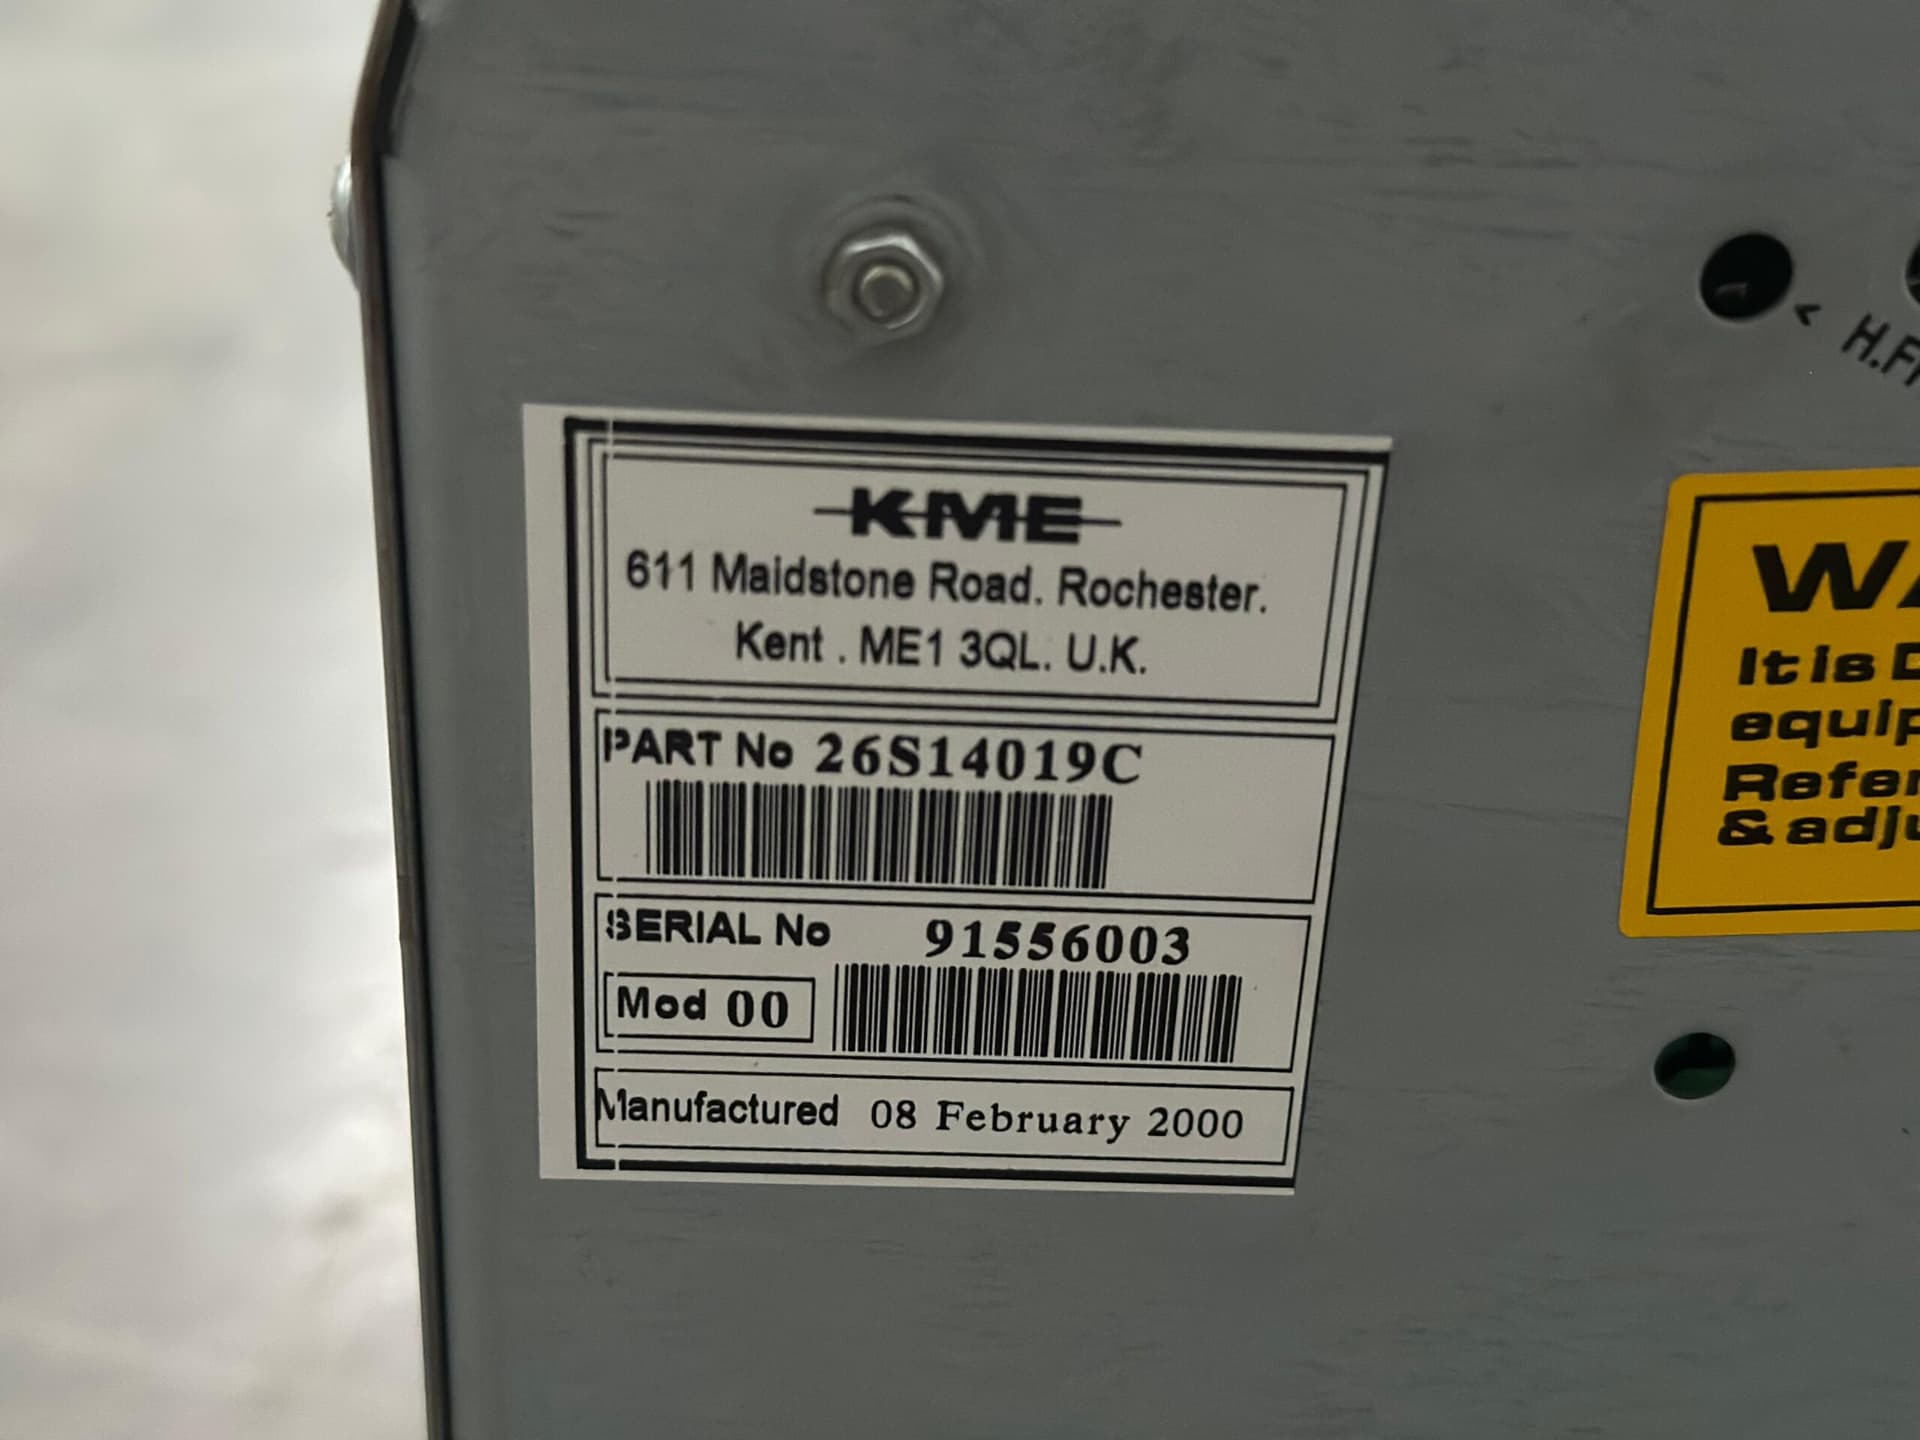 KME
611 Maidstone Road. Rochester.
Kent . ME1 3QL. U.K.
PART No 26S14019C
SERIAL No 91556003
Mod 00
Manufactured 08 February 2000
< H.F
WA
It is D
equip
Refer
& adju